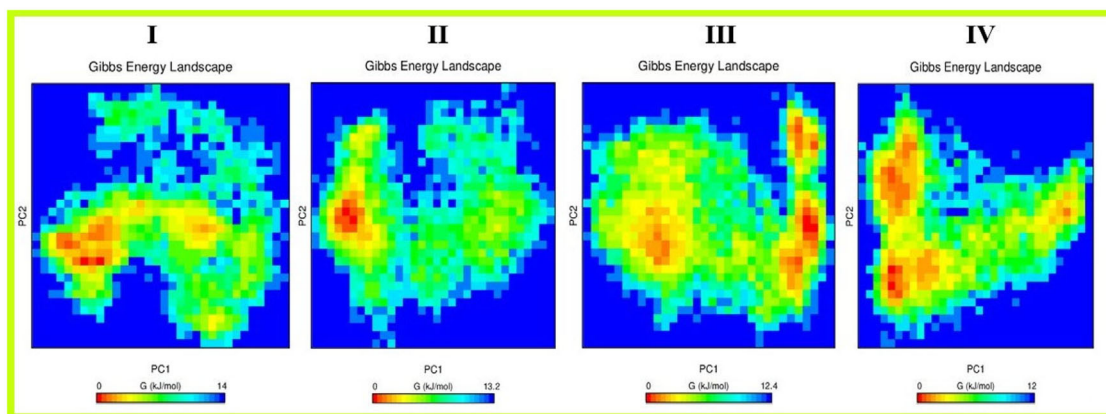 I
II
III
IV
Gibbs Energy Landscape
Gibbs Energy Landscape
Gibbs Energy Landscape
Gibbs Energy Landscape
PC2
PC2
PC2
PC2
PC1
PC1
PC1
PC1
0 G (kJ/mol) 14
0 G (kJ/mol) 13.2
0 G (kJ/mol) 12.4
0 G (kJ/mol) 12